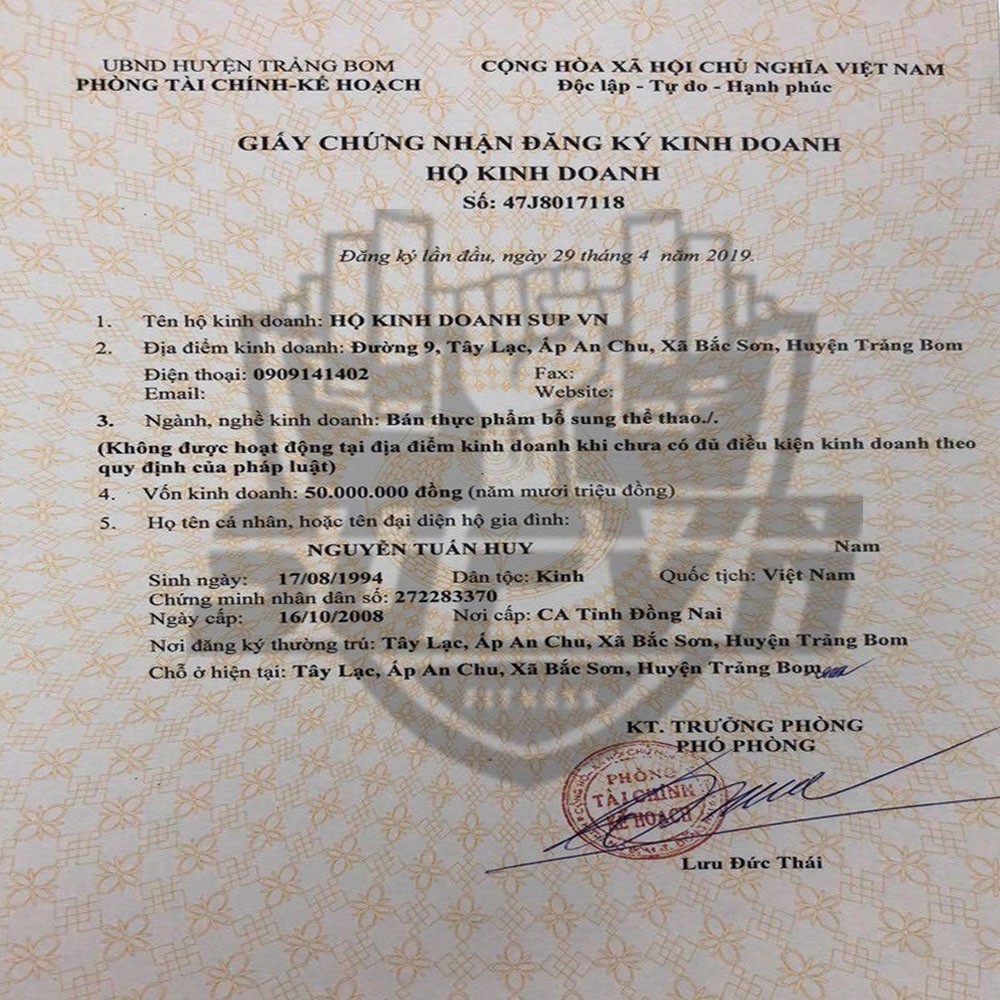 UBND HUYỆN TRẢNG BOM
PHÒNG TÀI CHÍNH-KẾ HOẠCH
CỘNG HÒA XÃ HỘI CHỦ NGHĨA VIỆT NAM
Độc lập - Tự do - Hạnh phúc
GIẤY CHỨNG NHẬN ĐĂNG KÝ KINH DOANH
HỘ KINH DOANH
Số: 47J8017118
Đăng ký lần đầu, ngày 29 tháng 4 năm 2019.
1. Tên hộ kinh doanh: HỘ KINH DOANH SUP VN
2. Địa điểm kinh doanh: Đường 9, Tây Lạc, Ấp An Chu, Xã Bắc Sơn, Huyện Trảng Bom
Điện thoại: 0909141402 Fax:
Email: Website:
3. Ngành, nghề kinh doanh: Bán thực phẩm bổ sung thể thao./.
(Không được hoạt động tại địa điểm kinh doanh khi chưa có đủ điều kiện kinh doanh theo
quy định của pháp luật)
4. Vốn kinh doanh: 50.000.000 đồng (năm mươi triệu đồng)
5. Họ tên cá nhân, hoặc tên đại diện hộ gia đình:
NGUYỄN TUẤN HUY Nam
Sinh ngày: 17/08/1994 Dân tộc: Kinh Quốc tịch: Việt Nam
Chứng minh nhân dân số: 272283370
Ngày cấp: 16/10/2008 Nơi cấp: CA Tỉnh Đồng Nai
Nơi đăng ký thường trú: Tây Lạc, Ấp An Chu, Xã Bắc Sơn, Huyện Trảng Bom
Chỗ ở hiện tại: Tây Lạc, Ấp An Chu, Xã Bắc Sơn, Huyện Trảng Bom
KT. TRƯỞNG PHÒNG
PHÓ PHÒNG
PHÒNG
TÀI CHÍNH
KẾ HOẠCH
Lưu Đức Thái